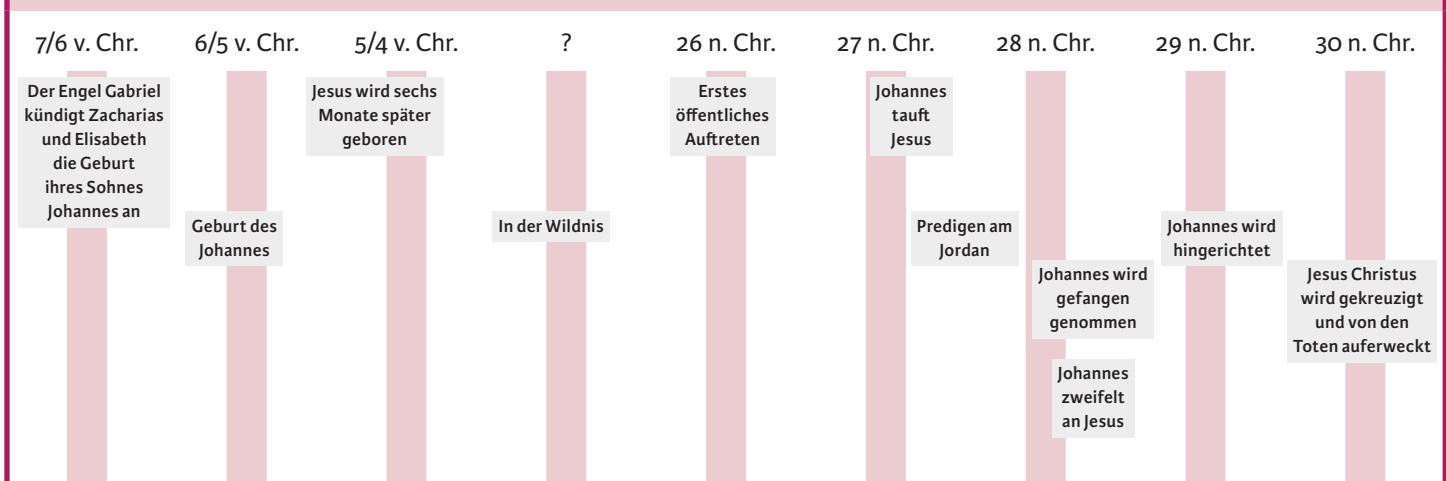 7/6 v. Chr.
6/5 v. Chr.
5/4 v. Chr.
?
26 n. Chr.
27 n. Chr.
28 n. Chr.
29 n. Chr.
30 n. Chr.
Der Engel Gabriel
kündigt Zacharias
und Elisabeth
die Geburt
ihres Sohnes
Johannes an
Geburt des
Johannes
Jesus wird sechs
Monate später
geboren
In der Wildnis
Erstes
öffentliches
Auftreten
Johannes
tauft
Jesus
Predigen am
Jordan
Johannes wird
gefangen
genommen
Johannes
zweifelt
an Jesus
Johannes wird
hingerichtet
Jesus Christus
wird gekreuzigt
und von den
Toten auferweckt